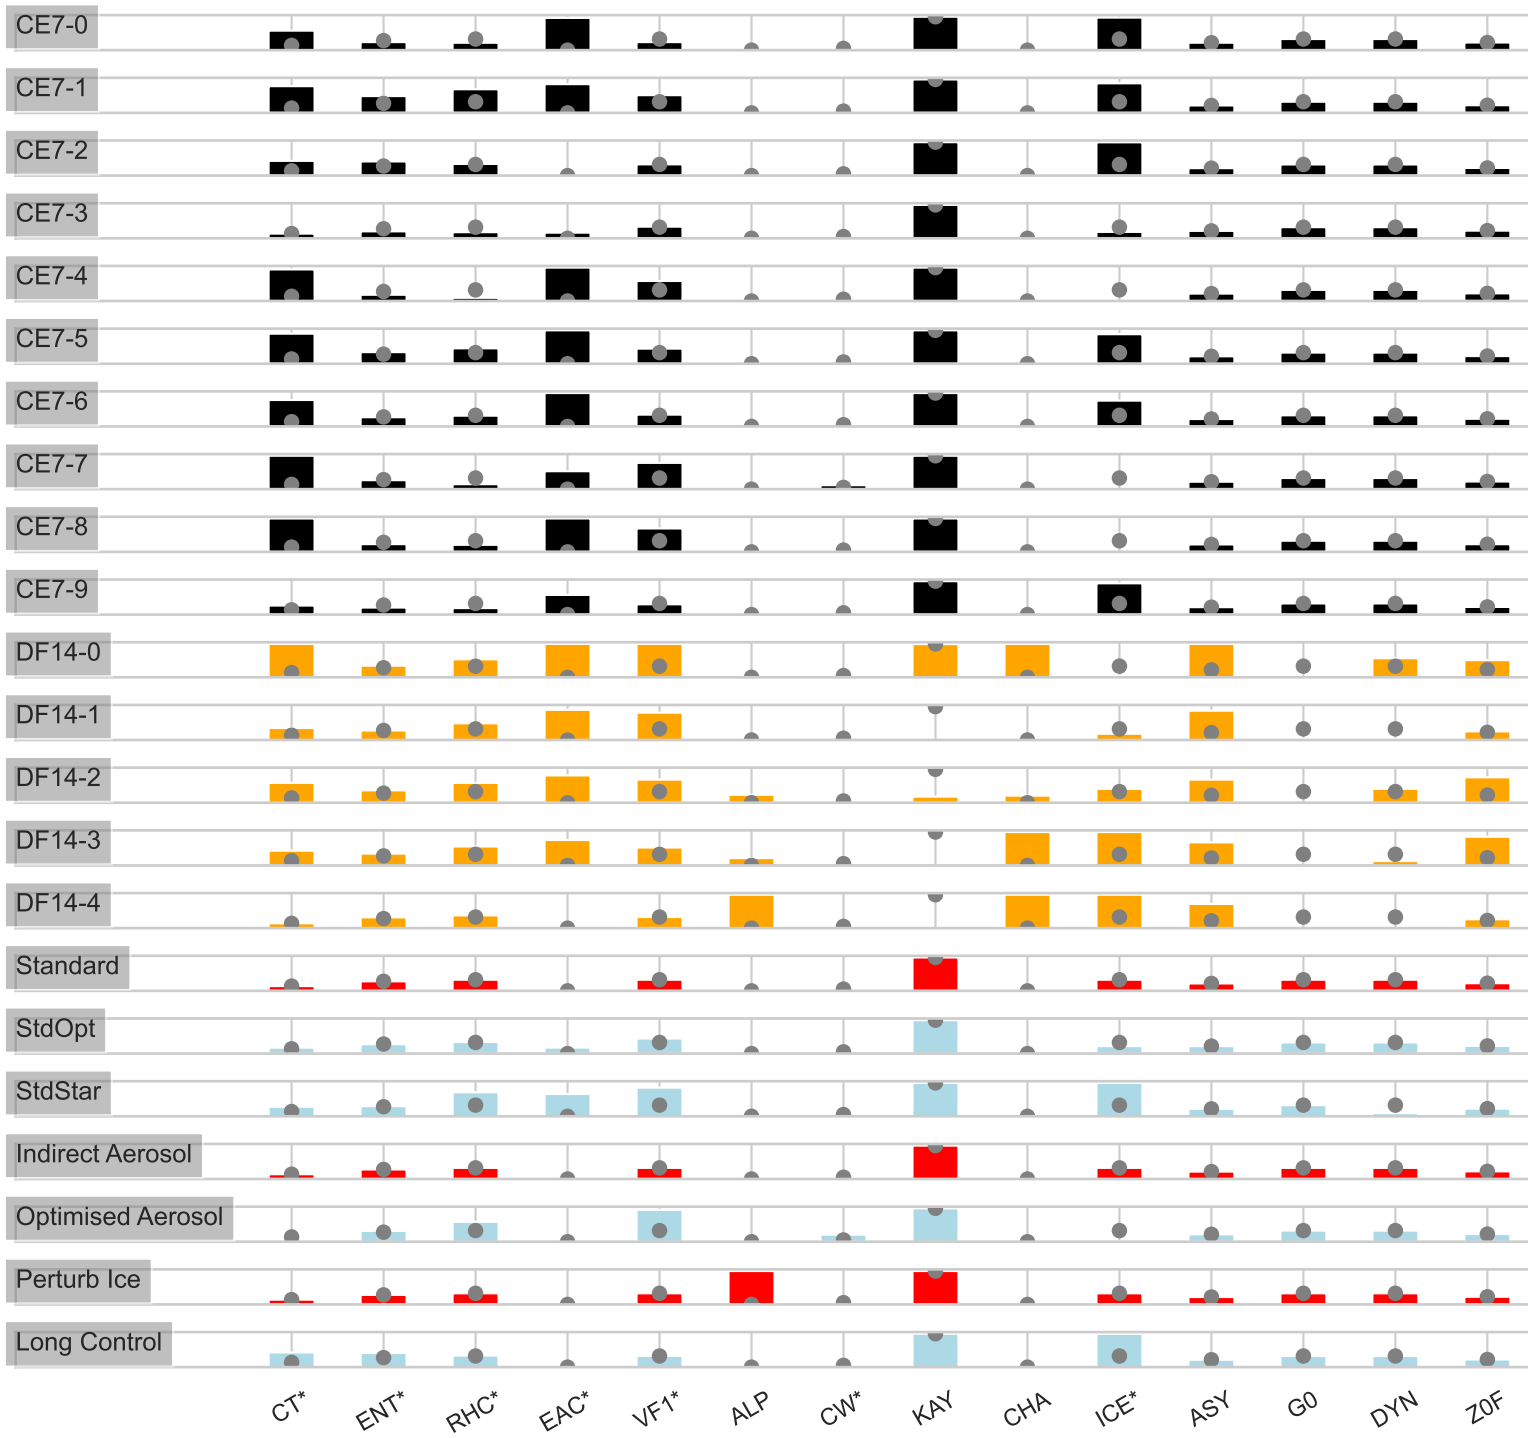 CE7-0
CE7-1
CE7-2
CE7-3
CE7-4
CE7-5
CE7-6
CE7-7
CE7-8
CE7-9
DF14-0
DF14-1
DF14-2
DF14-3
DF14-4
Standard
StdOpt
StdStar
Indirect Aerosol
Optimised Aerosol
Perturb Ice
Long Control
CT* ENT* RHC* EAC* VF1* ALP CW* KAY CHA ICE* ASY G0 DYN Z0F